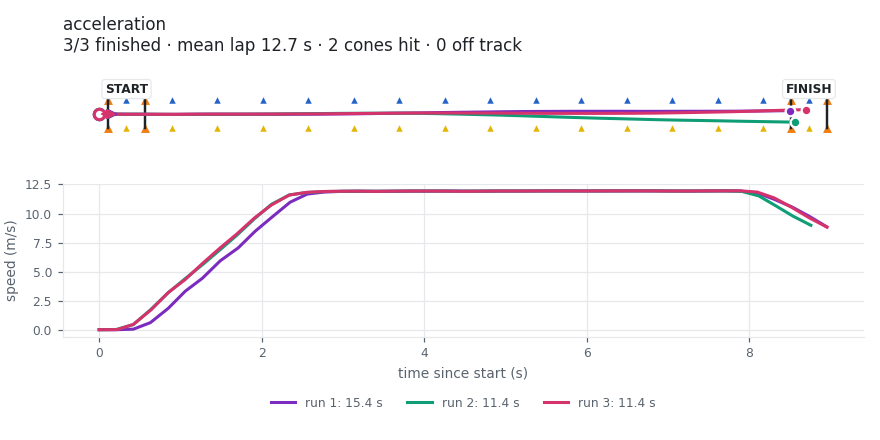 acceleration
3/3 finished · mean lap 12.7 s · 2 cones hit · 0 off track
START
FINISH
12.5
10.0
7.5
5.0
2.5
0.0
speed (m/s)
0
2
4
6
8
time since start (s)
run 1: 15.4 s
run 2: 11.4 s
run 3: 11.4 s